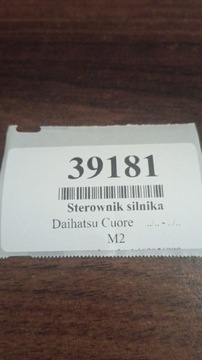 39181
Sterownik silnika
Daihatsu Cuore ../.. - ../..
M2